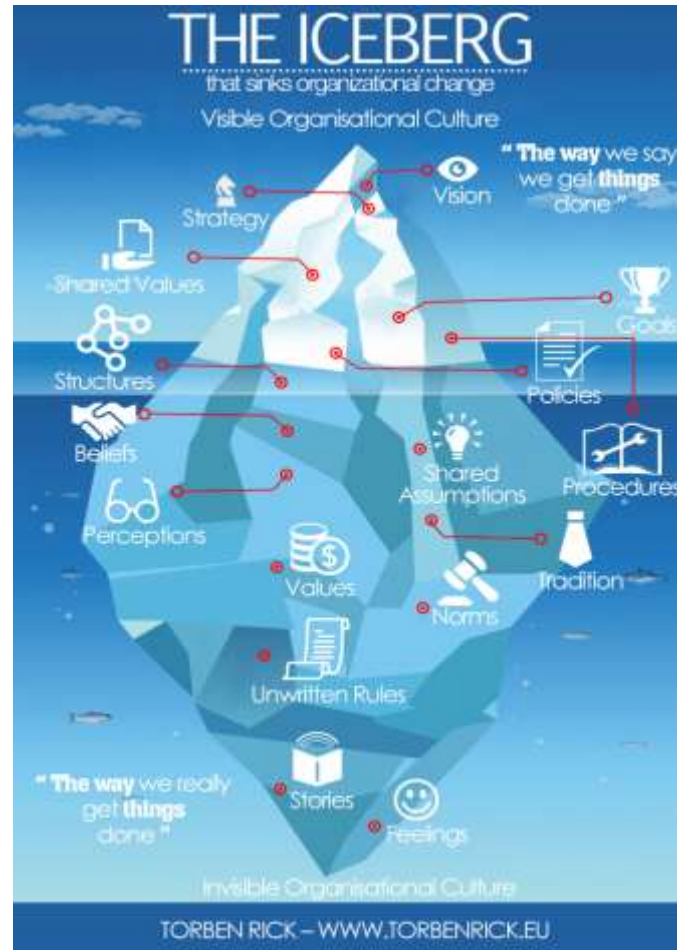 THE ICEBERG
that sinks organizational change
Visible Organisational Culture
" The way we say
we get things
done "
Vision
Strategy
Shared Values
Goals
Structures
Policies
Beliefs
Shared
Assumptions
Procedures
Perceptions
Tradition
Values
Norms
Unwritten Rules
" The way we really
get things
done "
Stories
Feelings
Invisible Organisational Culture
TORBEN RICK – WWW.TORBENRICK.EU